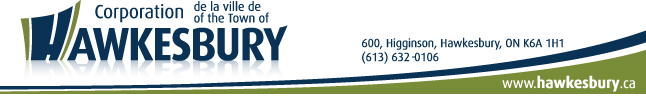 Corporation de la ville de
of the Town of
HAWKESBURY
600, Higginson, Hawkesbury, ON K6A 1H1
(613) 632-0106
www.hawkesbury.ca